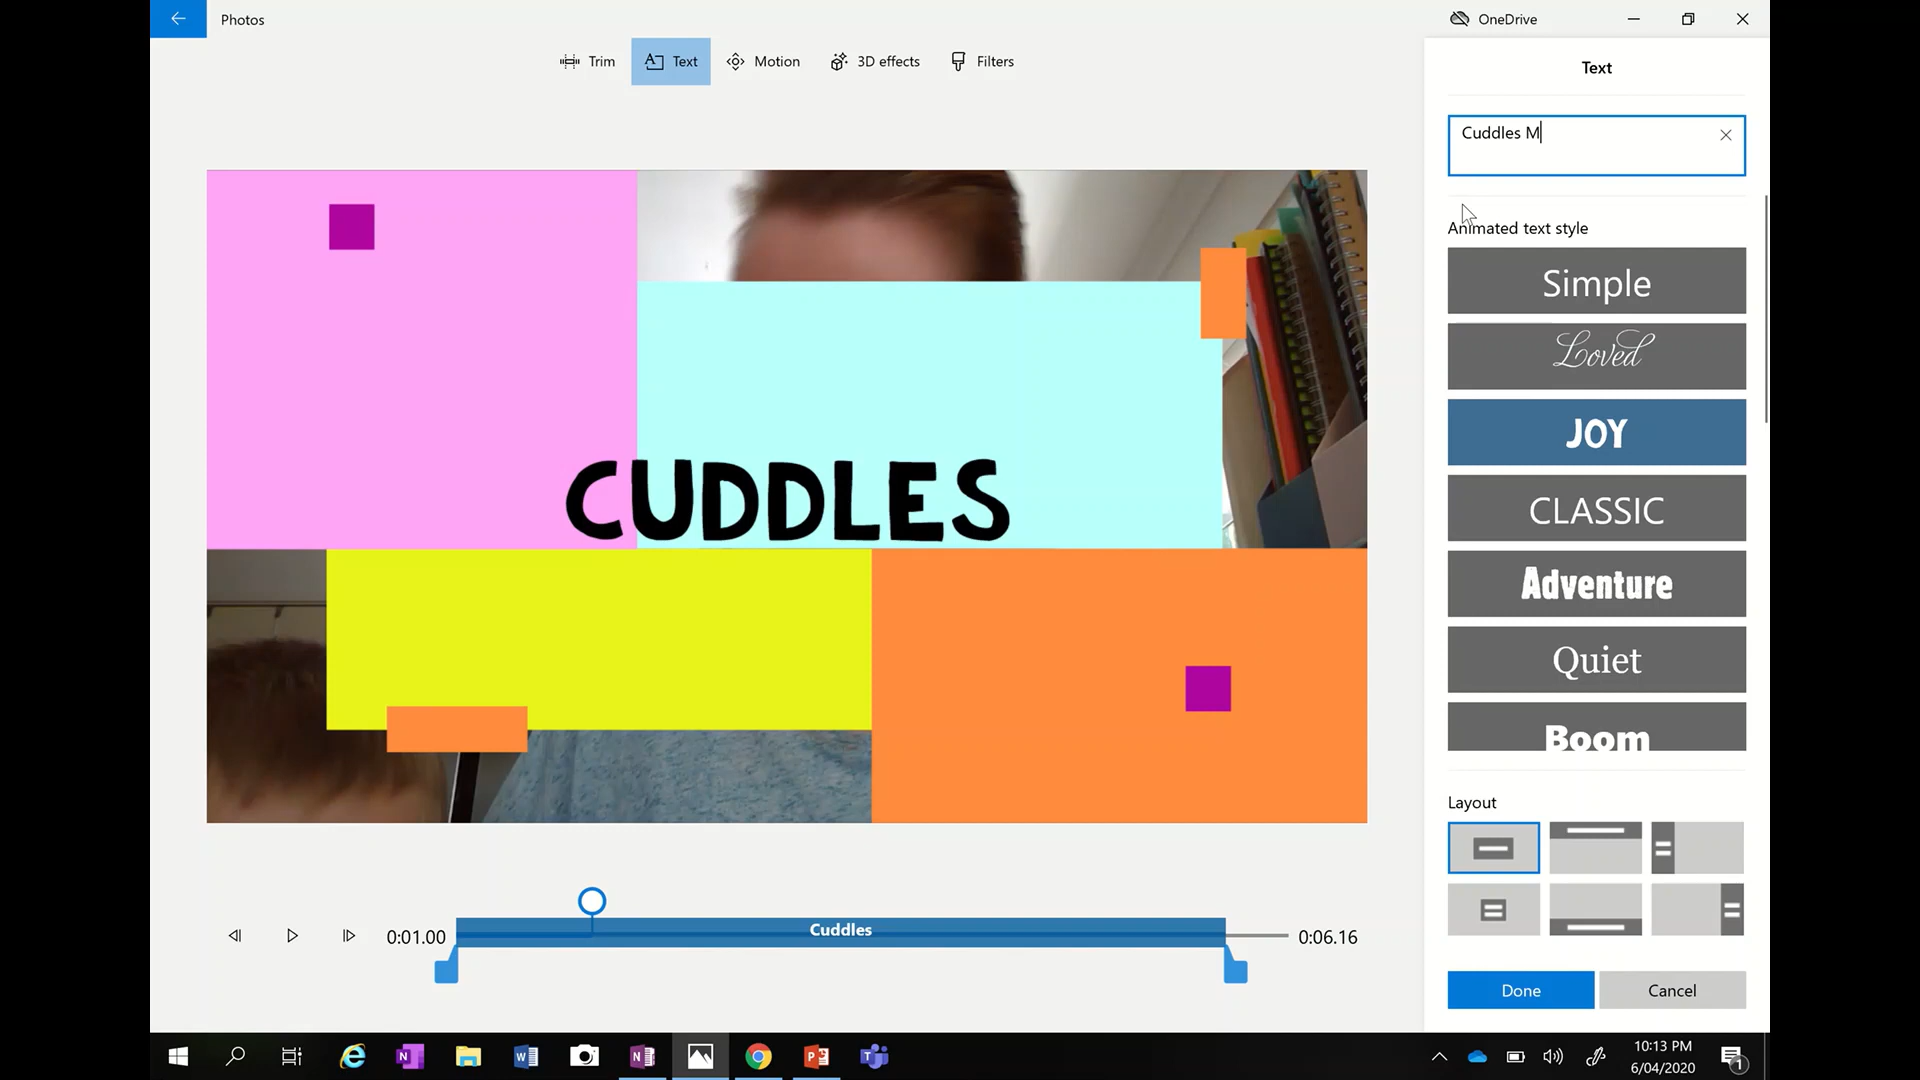 Photos
OneDrive
Trim
Text
Motion
3D effects
Filters
Text
Cuddles M
Animated text style
Simple
Loved
JOY
CLASSIC
Adventure
Quiet
Boom
CUDDLES
Layout
0:01.00
Cuddles
0:06.16
Done
Cancel
10:13 PM
6/04/2020
1